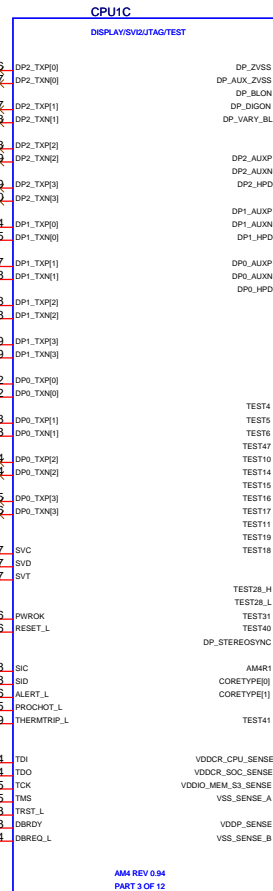 CPU1C
DISPLAY/SVI2/JTAG/TEST
DP2_TXP[0]
DP2_TXN[0]
DP2_TXP[1]
DP2_TXN[1]
DP2_TXP[2]
DP2_TXN[2]
DP2_TXP[3]
DP2_TXN[3]
DP1_TXP[0]
DP1_TXN[0]
DP1_TXP[1]
DP1_TXN[1]
DP1_TXP[2]
DP1_TXN[2]
DP1_TXP[3]
DP1_TXN[3]
DP0_TXP[0]
DP0_TXN[0]
DP0_TXP[1]
DP0_TXN[1]
DP0_TXP[2]
DP0_TXN[2]
DP0_TXP[3]
DP0_TXN[3]
SVC
SVD
SVT
PWROK
RESET_L
SIC
SID
ALERT_L
PROCHOT_L
THERMTRIP_L
TDI
TDO
TCK
TMS
TRST_L
DBRDY
DBREQ_L
DP_ZVSS
DP_AUX_ZVSS
DP_BLON
DP_DIGON
DP_VARY_BL
DP2_AUXP
DP2_AUXN
DP2_HPD
DP1_AUXP
DP1_AUXN
DP1_HPD
DP0_AUXP
DP0_AUXN
DP0_HPD
TEST4
TEST5
TEST6
TEST47
TEST10
TEST14
TEST15
TEST16
TEST17
TEST11
TEST19
TEST18
TEST28_H
TEST28_L
TEST31
TEST40
DP_STEREOSYNC
AM4R1
CORETYPE[0]
CORETYPE[1]
TEST41
VDDCR_CPU_SENSE
VDDCR_SOC_SENSE
VDDIO_MEM_S3_SENSE
VSS_SENSE_A
VDDP_SENSE
VSS_SENSE_B
AM4 REV 0.94
PART 3 OF 12